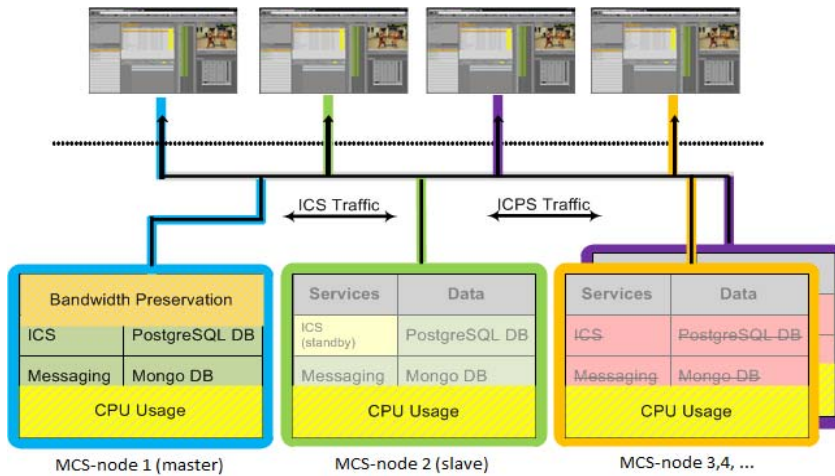 ICS Traffic ICPS Traffic
Bandwidth Preservation
ICS PostgreSQL DB
Messaging Mongo DB
CPU Usage
MCS-node 1 (master)
Services Data
ICS (standby) PostgreSQL DB
Messaging Mongo DB
CPU Usage
MCS-node 2 (slave)
Services Data
ICS PostgreSQL DB
Messaging Mongo DB
CPU Usage
MCS-node 3,4, ...